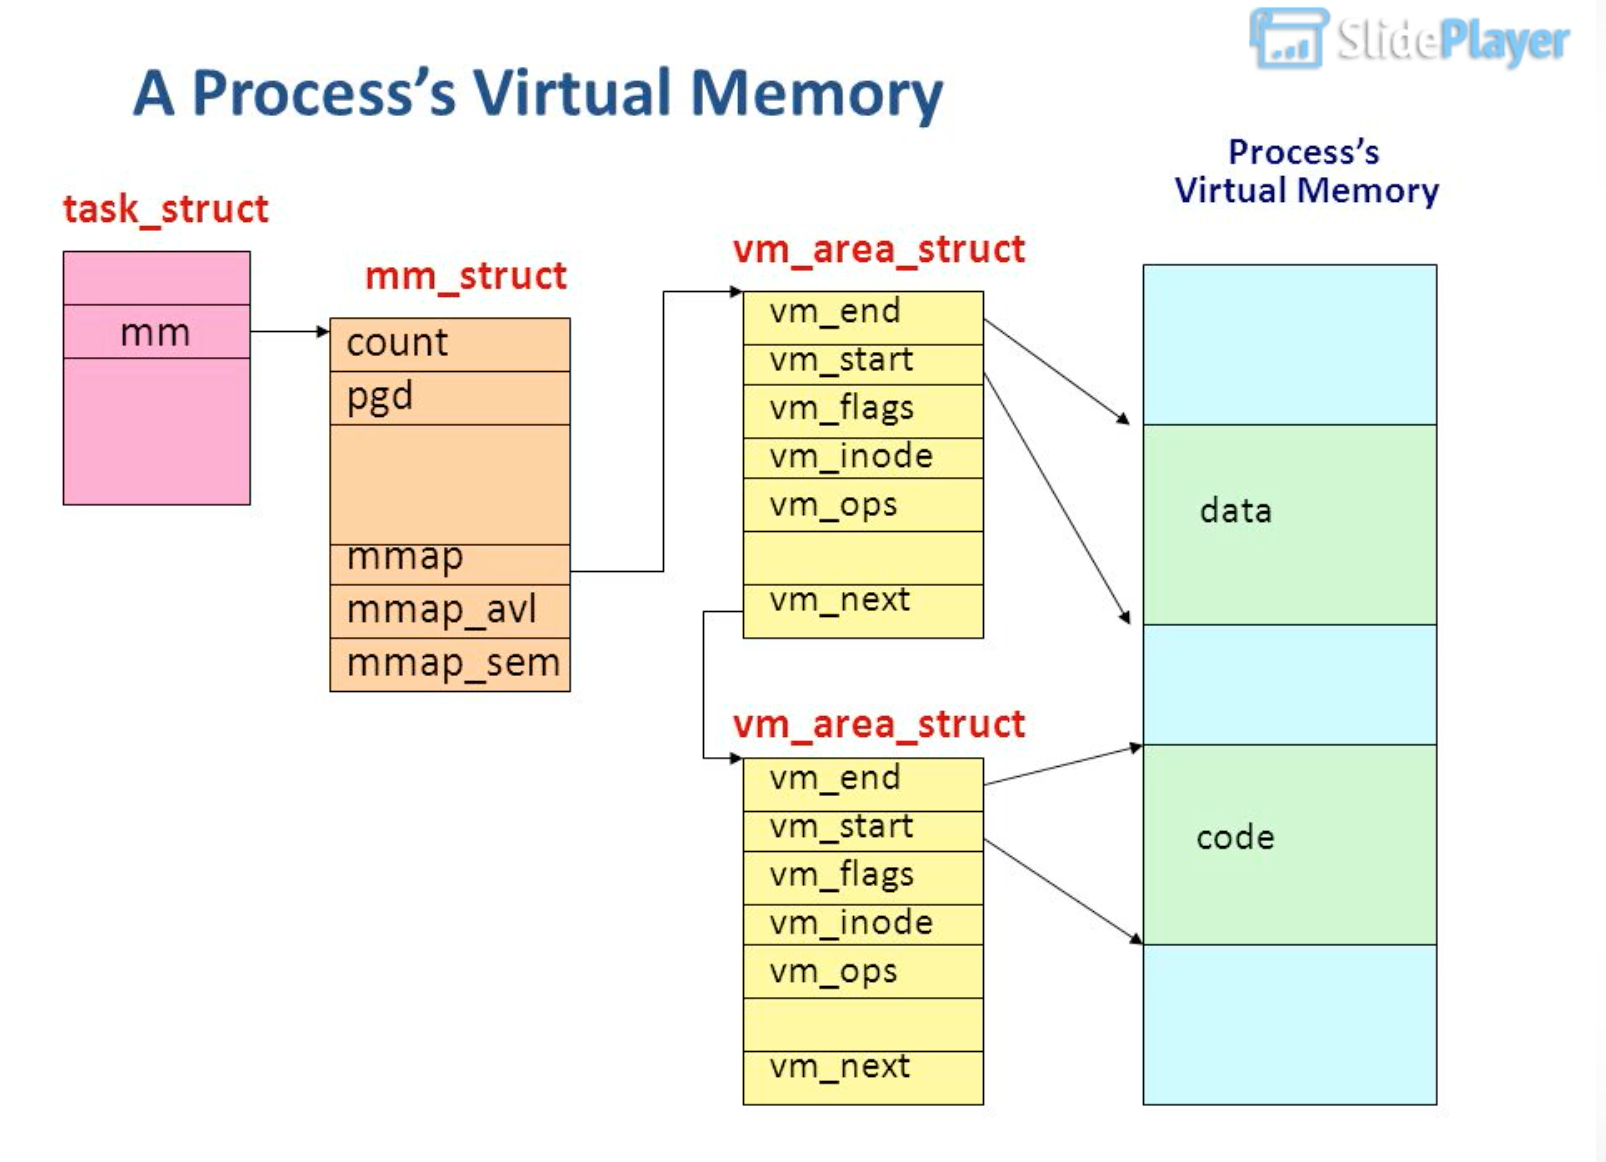 SlidePlayer
A Process’s Virtual Memory
Process’s
Virtual Memory
task_struct
mm
mm_struct
count
pgd
mmap
mmap_avl
mmap_sem
vm_area_struct
vm_end
vm_start
vm_flags
vm_inode
vm_ops
vm_next
vm_area_struct
vm_end
vm_start
vm_flags
vm_inode
vm_ops
vm_next
data
code